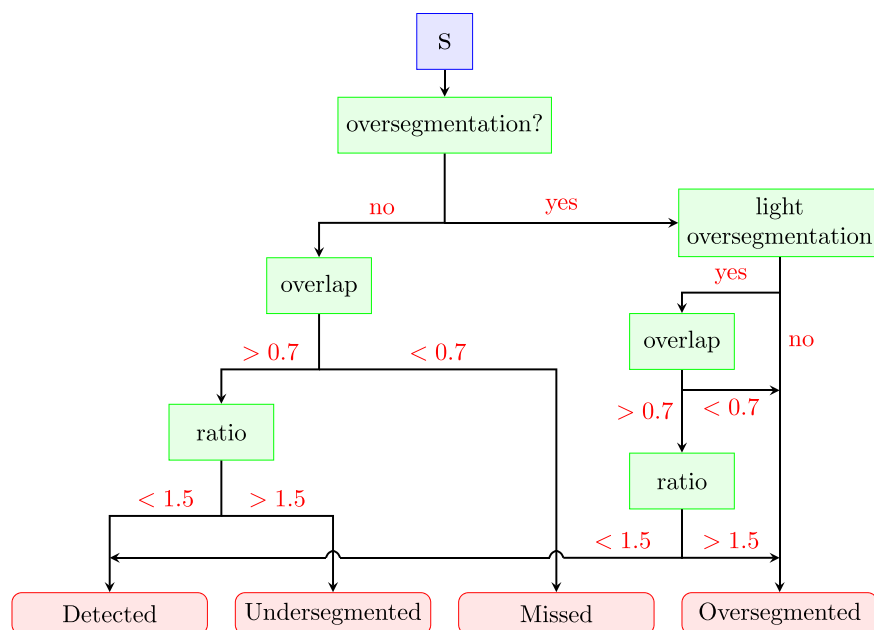 S
oversegmentation?
no
yes
light
oversegmentation
overlap
yes
overlap
no
> 0.7
< 0.7
> 0.7
< 0.7
ratio
ratio
< 1.5
> 1.5
< 1.5
> 1.5
Detected
Undersegmented
Missed
Oversegmented